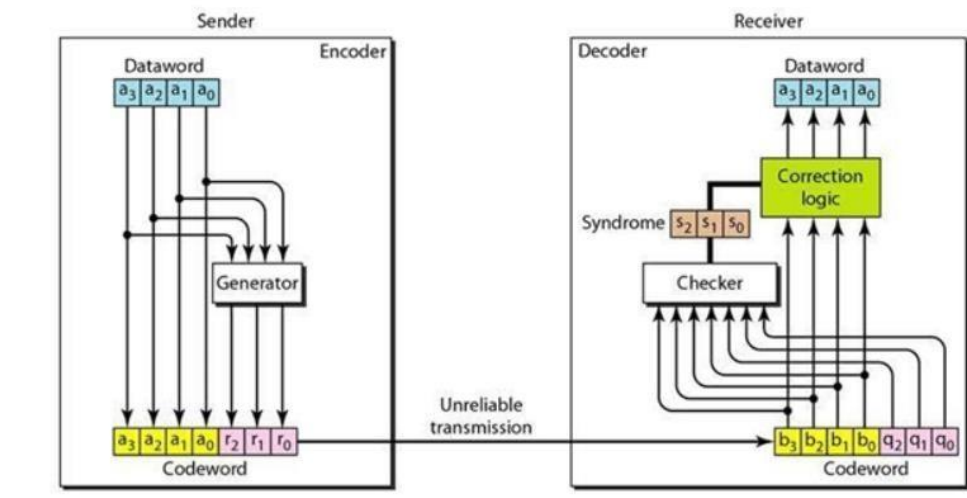 Sender
Receiver
Encoder
Decoder
Dataword
a3 a2 a1 a0
Dataword
a3 a2 a1 a0
Correction
logic
Syndrome s2 s1 s0
Generator
Checker
Unreliable
transmission
a3 a2 a1 a0 r2 r1 r0
Codeword
b3 b2 b1 b0 q2 q1 q0
Codeword